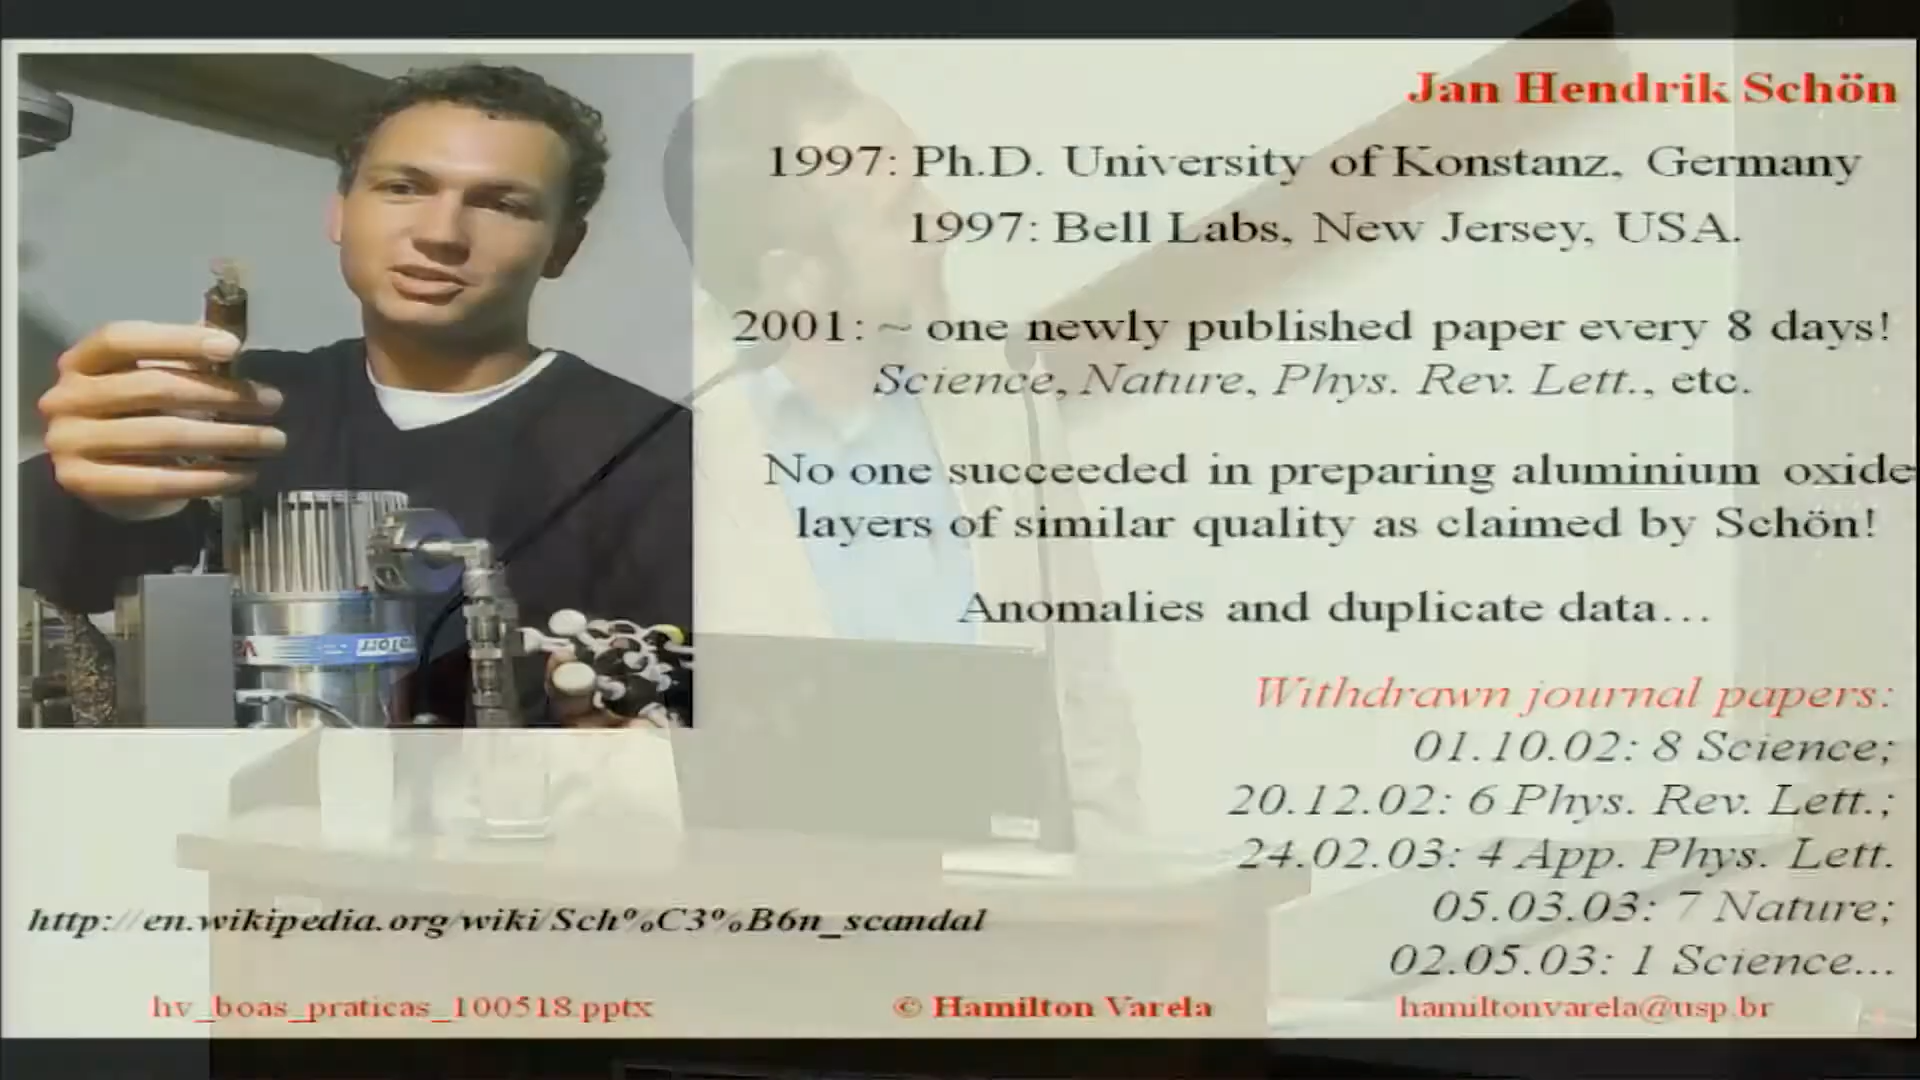 Jan Hendrik Schön
1997: Ph.D. University of Konstanz, Germany
1997: Bell Labs, New Jersey, USA.
2001: ~ one newly published paper every 8 days!
Science, Nature, Phys. Rev. Lett., etc.
No one succeeded in preparing aluminium oxide
layers of similar quality as claimed by Schön!
Anomalies and duplicate data…
Withdrawn journal papers:
01.10.02: 8 Science;
20.12.02: 6 Phys. Rev. Lett.;
24.02.03: 4 App. Phys. Lett.
05.03.03: 7 Nature;
02.05.03: 1 Science...
http://en.wikipedia.org/wiki/Sch%C3%B6n_scandal
hv_boas_praticas_100518.pptx
© Hamilton Varela
hamiltonvarela@usp.br